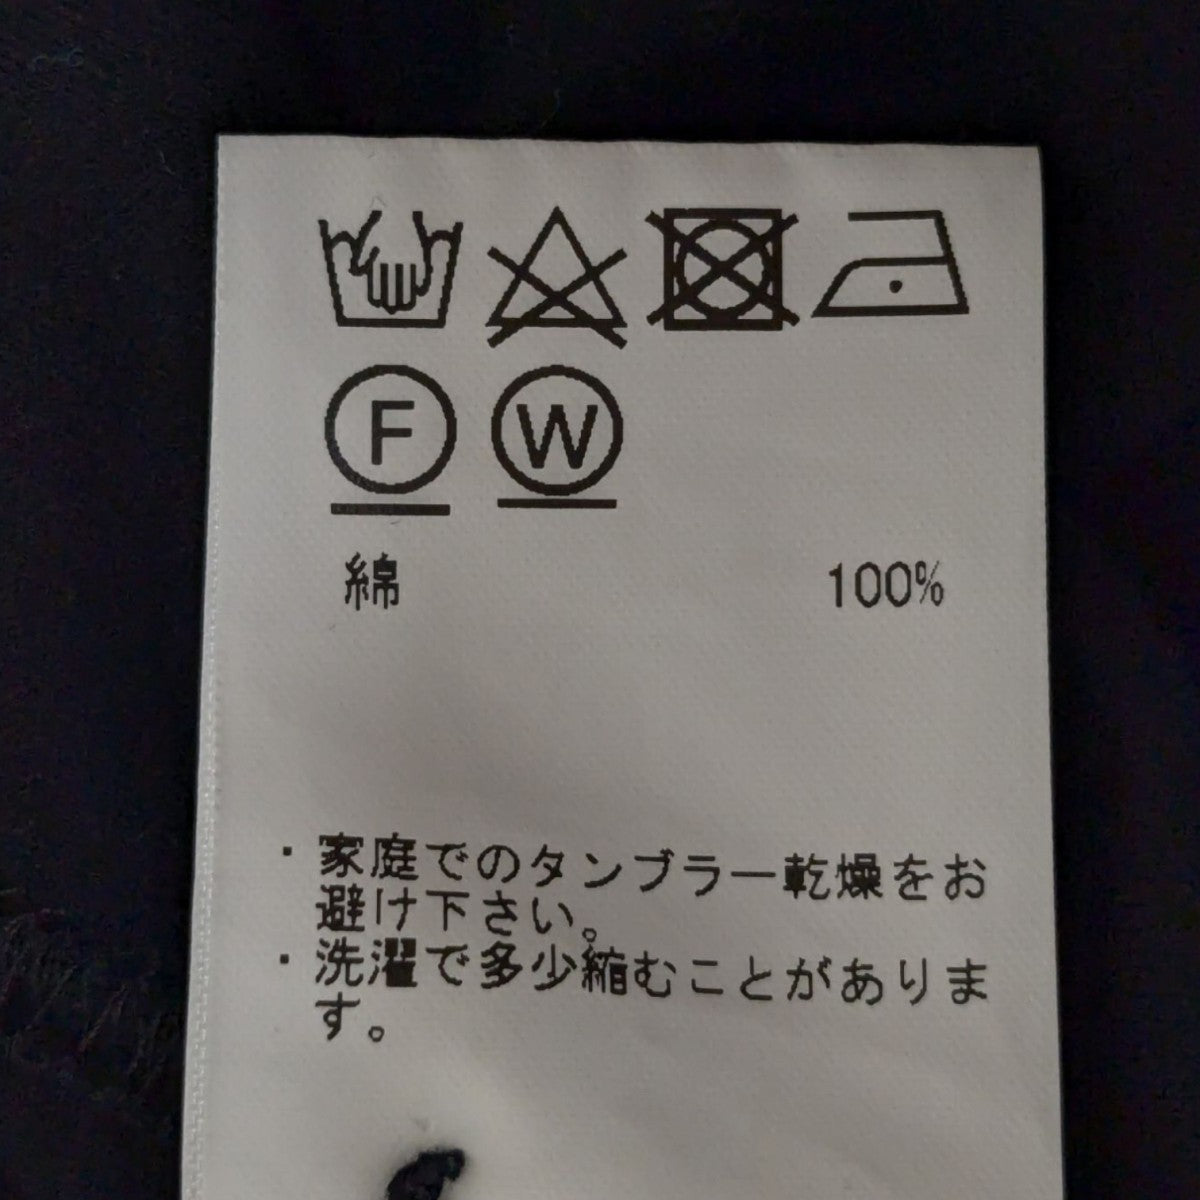 F W
綿 100%
・家庭でのタンブラー乾燥をお
避け下さい。
・洗濯で多少縮むことがありま
す。